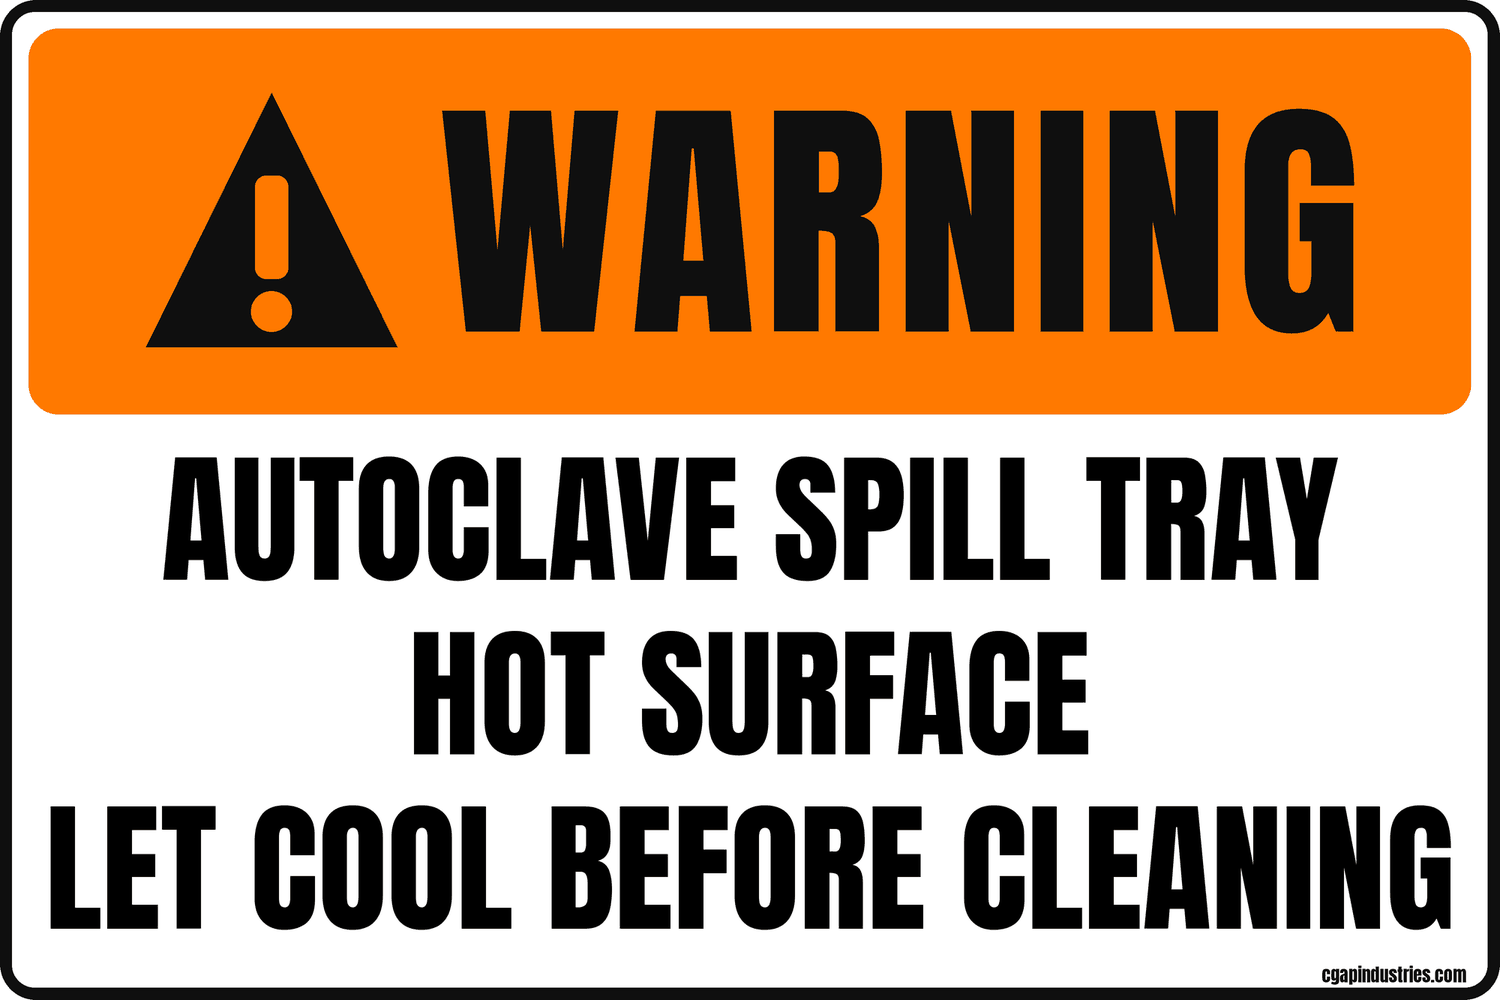 WARNING
AUTOCLAVE SPILL TRAY
HOT SURFACE
LET COOL BEFORE CLEANING
cgapindustries.com